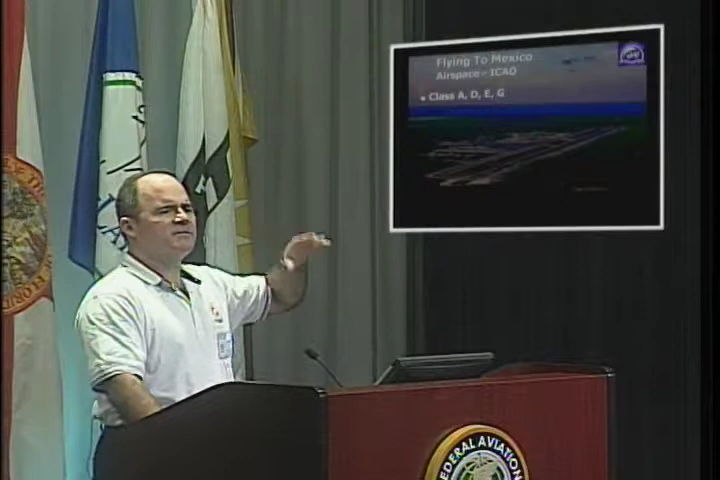 Flying To Mexico
Airspace - ICAO
• Class A, D, E, G
FEDERAL AVIATION